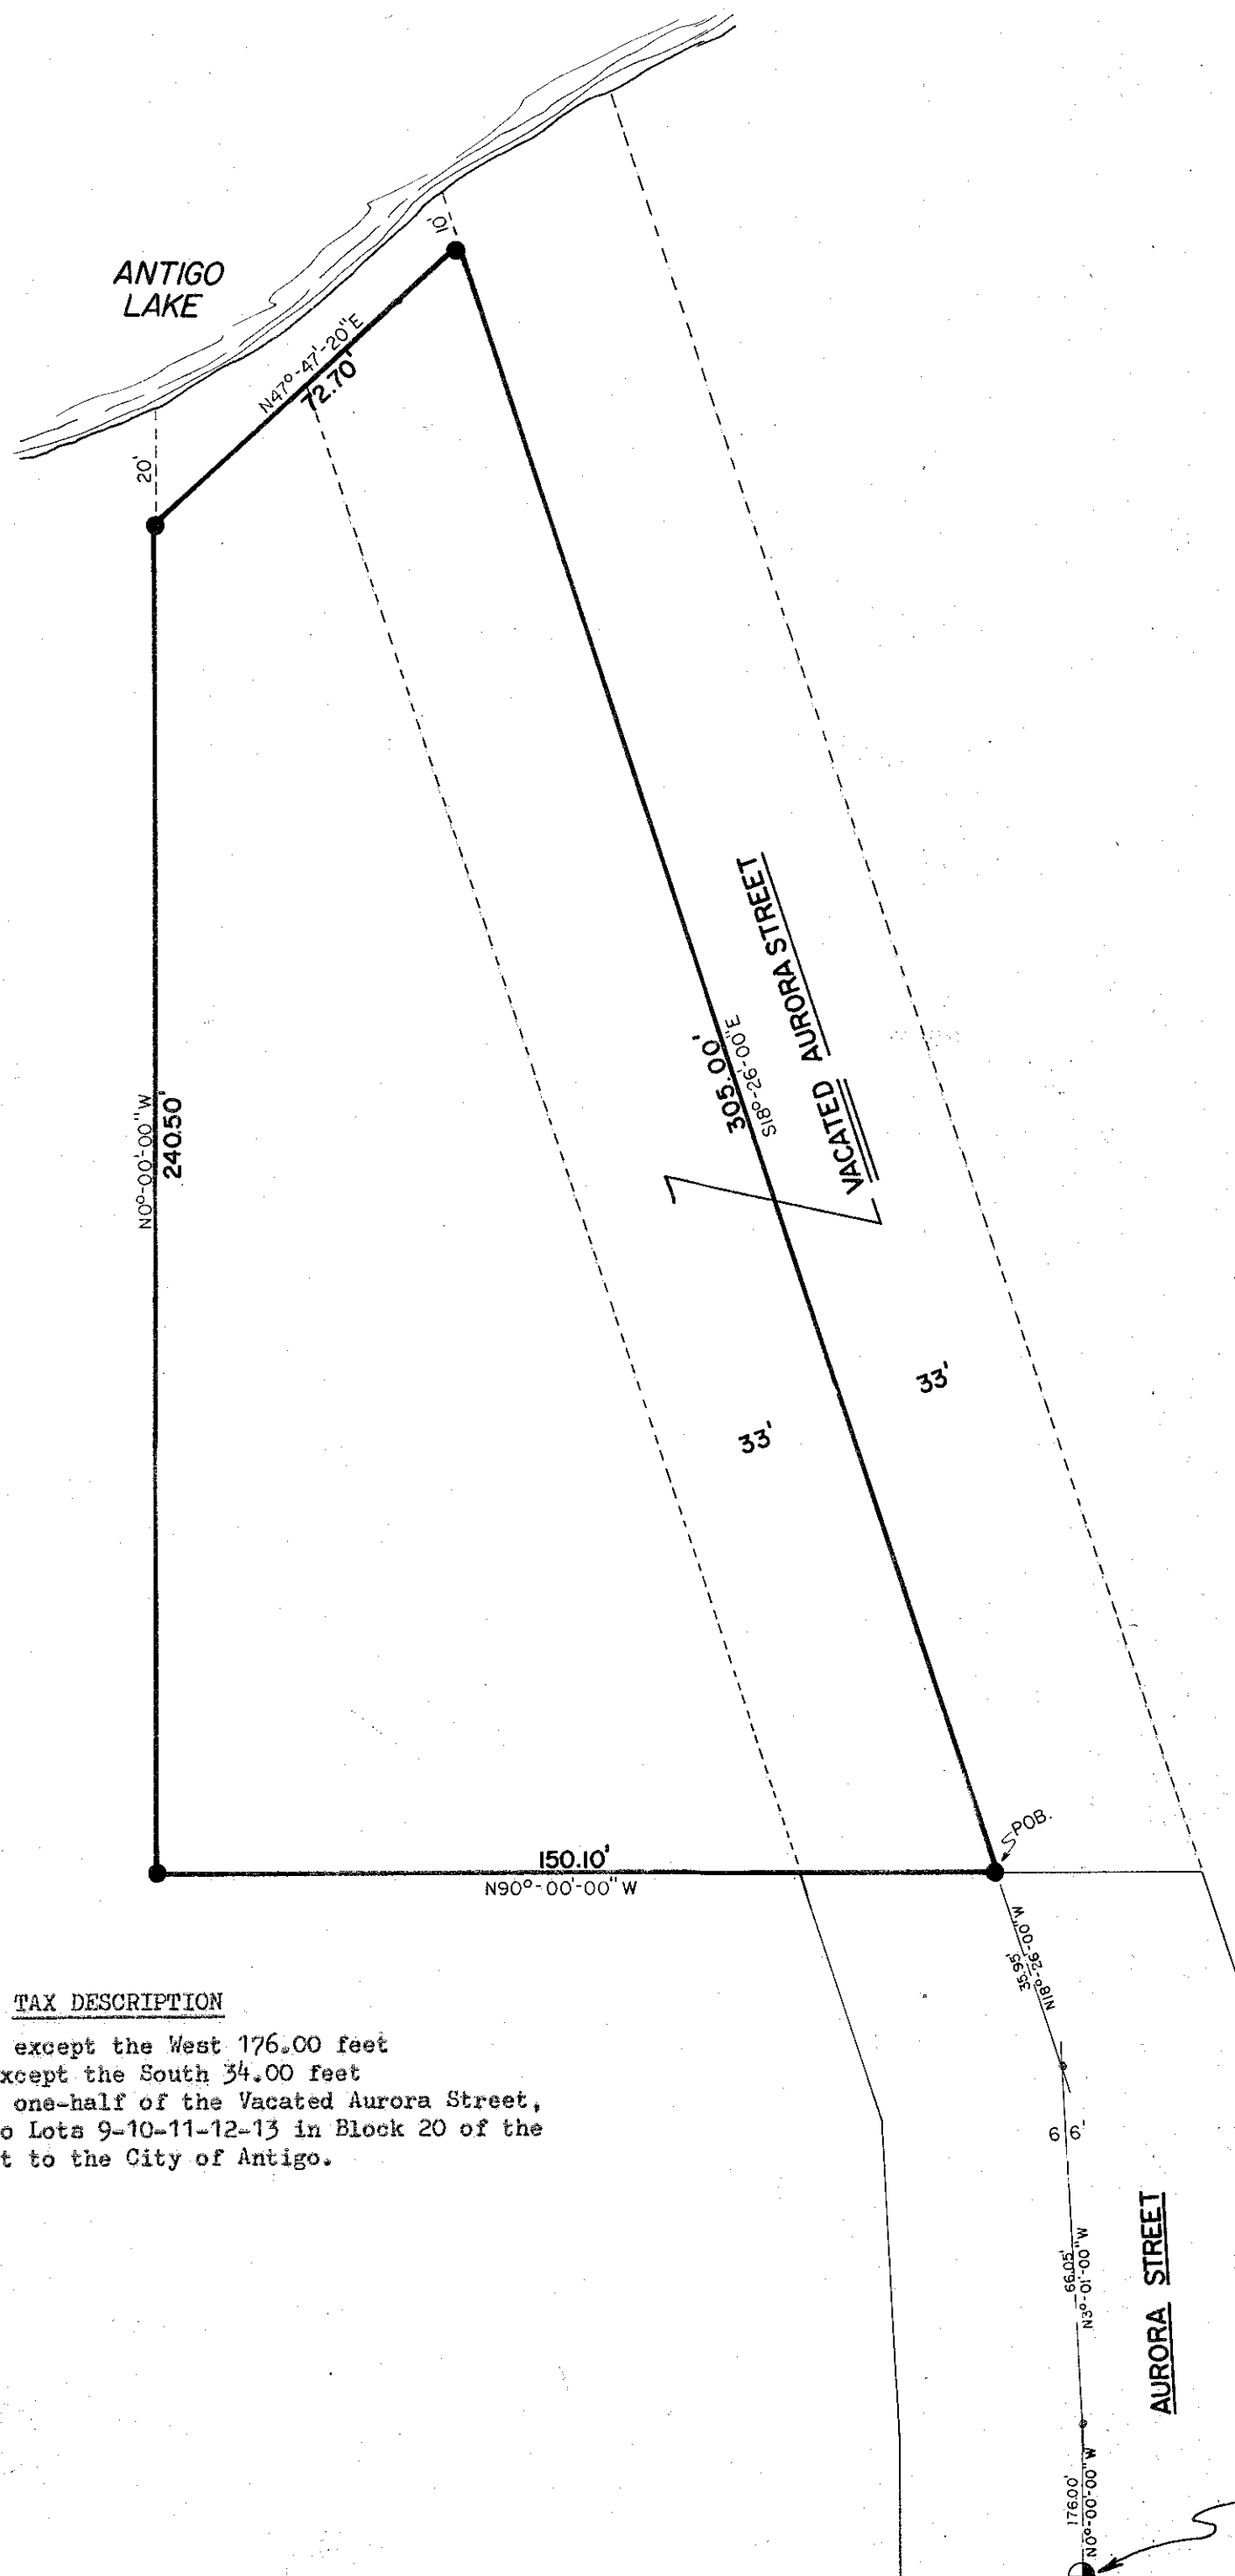 ANTIGO
LAKE
10'
N47°-47'-20"E
72.70'
20'
N0°-00'-00"W
240.50'
305.00'
S18°-26'-00"E
VACATED AURORA STREET
33'
33'
150.10'
N90°-00'-00"W
POB.
35.95'
N18°-26'-00"W
TAX DESCRIPTION
except the West 176.00 feet
xcept the South 34.00 feet
one-half of the Vacated Aurora Street,
o Lots 9-10-11-12-13 in Block 20 of the
t to the City of Antigo.
6 6'
66.05'
N3°-01'-00"W
AURORA STREET
176.00'
N0°-00'-00"W